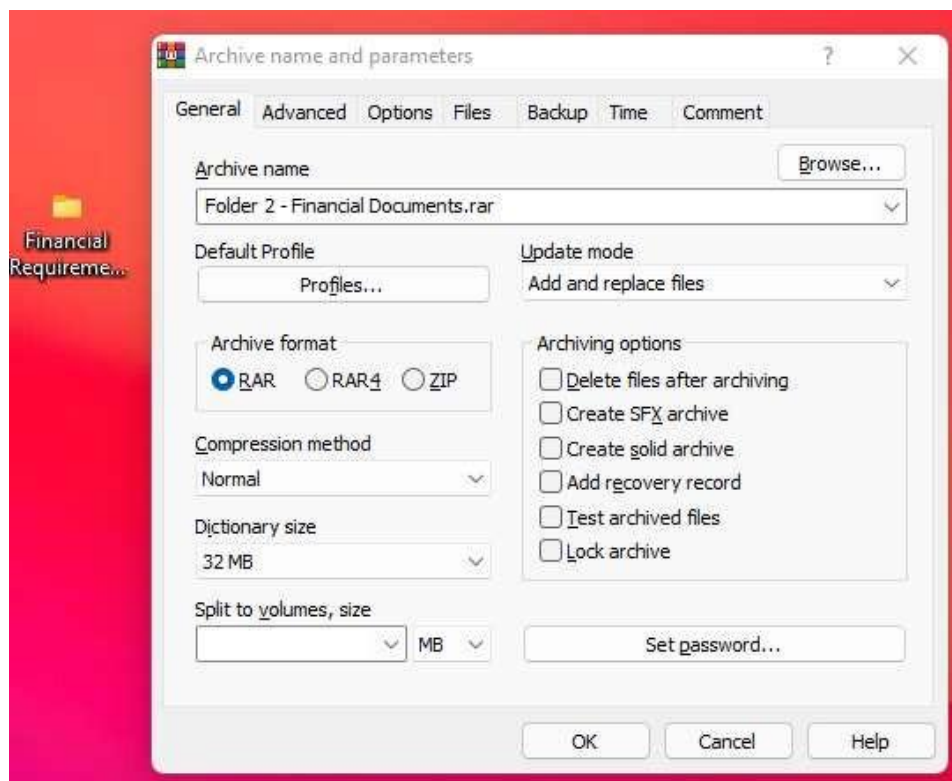 Archive name and parameters
General Advanced Options Files Backup Time Comment
Archive name
Browse...
Folder 2 - Financial Documents.rar
Financial
Requireme...
Default Profile
Profiles...
Update mode
Add and replace files
Archive format
RAR RAR4 ZIP
Compression method
Normal
Dictionary size
32 MB
Split to volumes, size
MB
Archiving options
Delete files after archiving
Create SFX archive
Create solid archive
Add recovery record
Test archived files
Lock archive
Set password...
OK Cancel Help